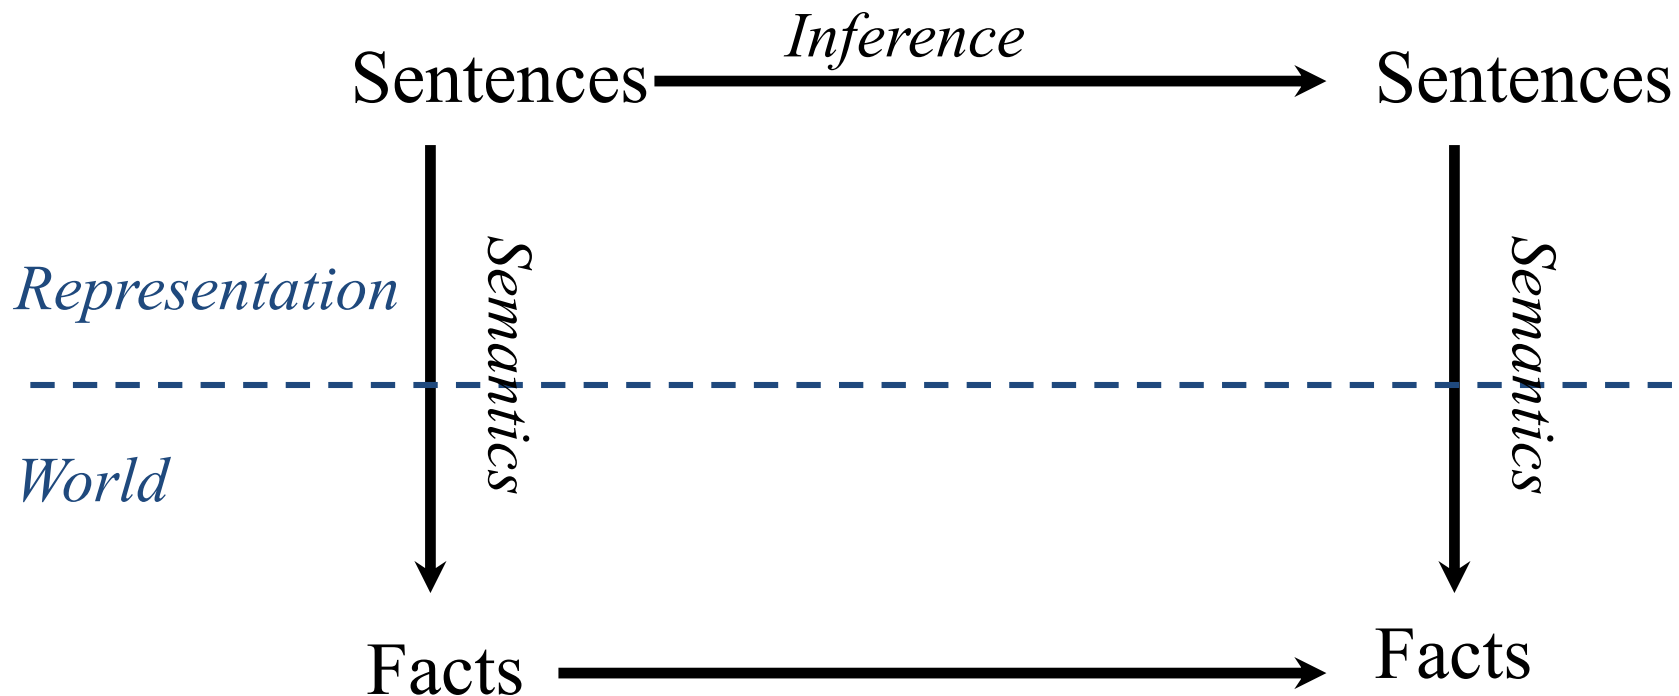 Inference
Sentences
Sentences
Semantics
Semantics
Representation
World
Facts
Facts